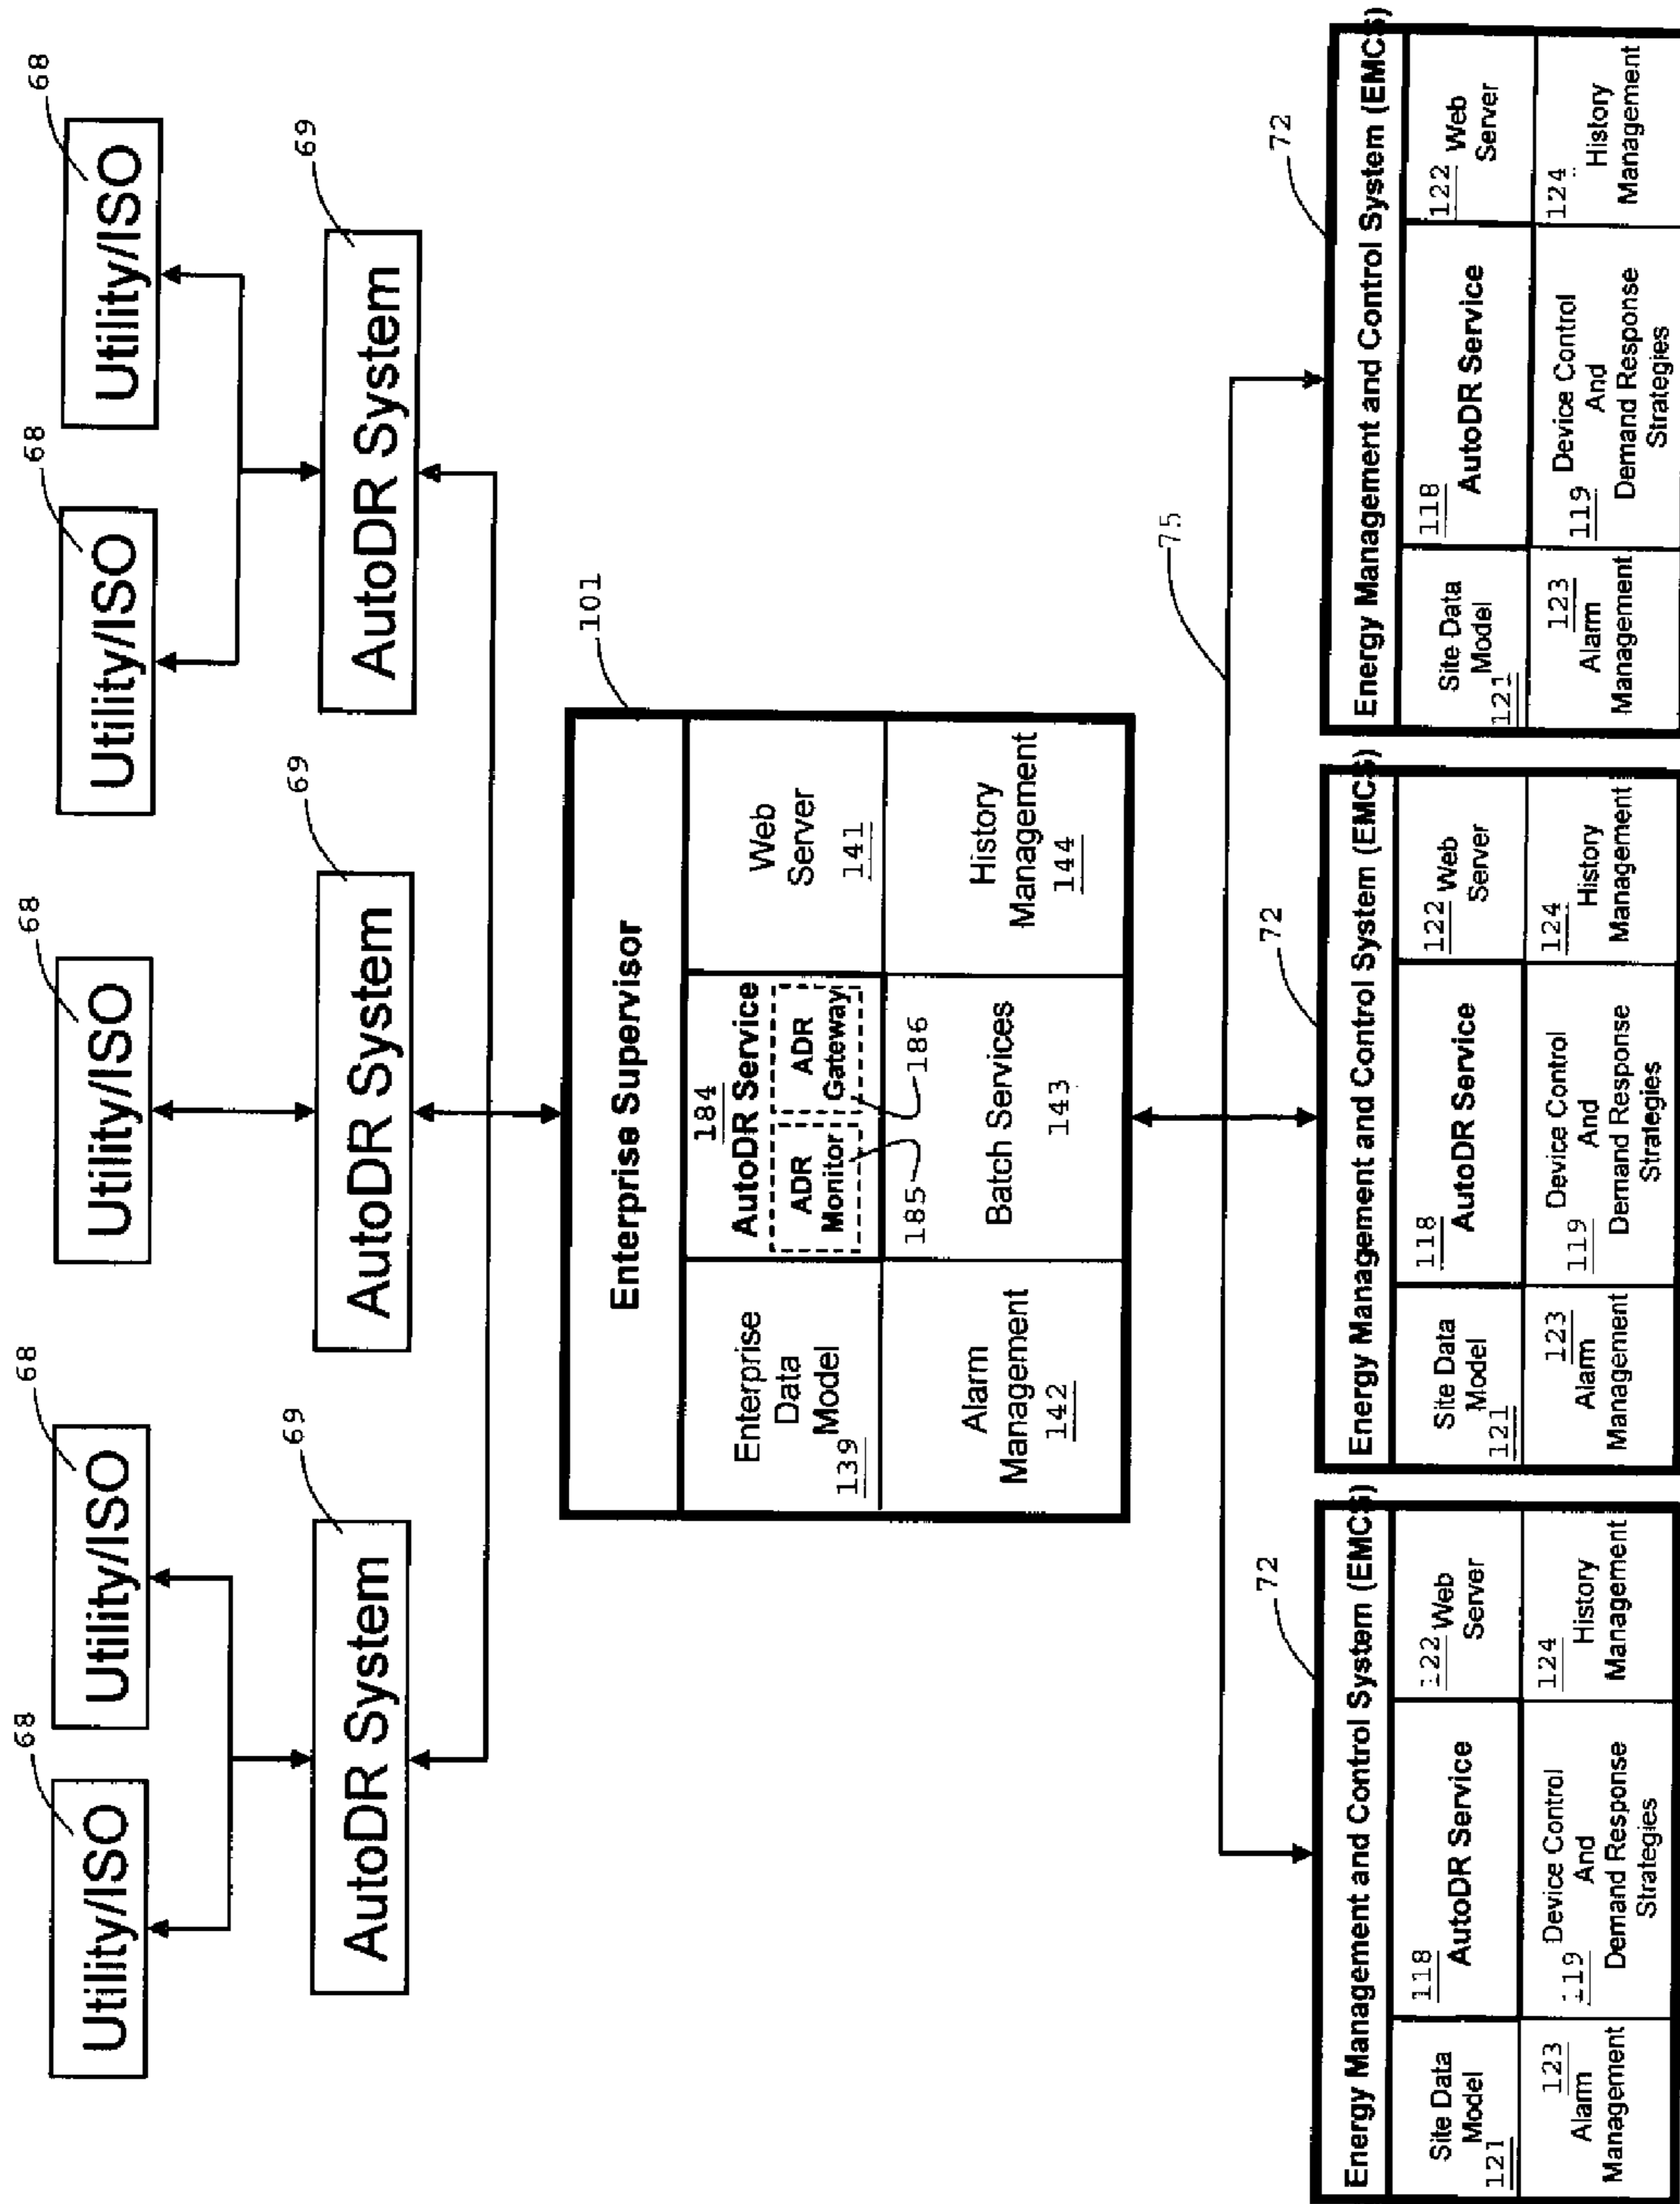 68
68
68
68
68
Utility/ISO
Utility/ISO
Utility/ISO
Utility/ISO
Utility/ISO
69
69
69
AutoDR System
AutoDR System
AutoDR System
101
Enterprise Supervisor
Enterprise
Data
Model
139
184
AutoDR Service
ADR
Monitor
ADR
Gateway
Web
Server
141
Alarm
Management
142
185
186
Batch Services
143
History
Management
144
75
72
Energy Management and Control System (EMCS)
Site Data
Model
121
118
AutoDR Service
122 Web
Server
123
Alarm
Management
119 Device Control
And
Demand Response
Strategies
124
History
Management
72
Energy Management and Control System (EMCS)
Site Data
Model
121
118
AutoDR Service
122 Web
Server
123
Alarm
Management
119 Device Control
And
Demand Response
Strategies
124
History
Management
72
Energy Management and Control System (EMCS)
Site Data
Model
121
118
AutoDR Service
122 Web
Server
123
Alarm
Management
119 Device Control
And
Demand Response
Strategies
124
History
Management